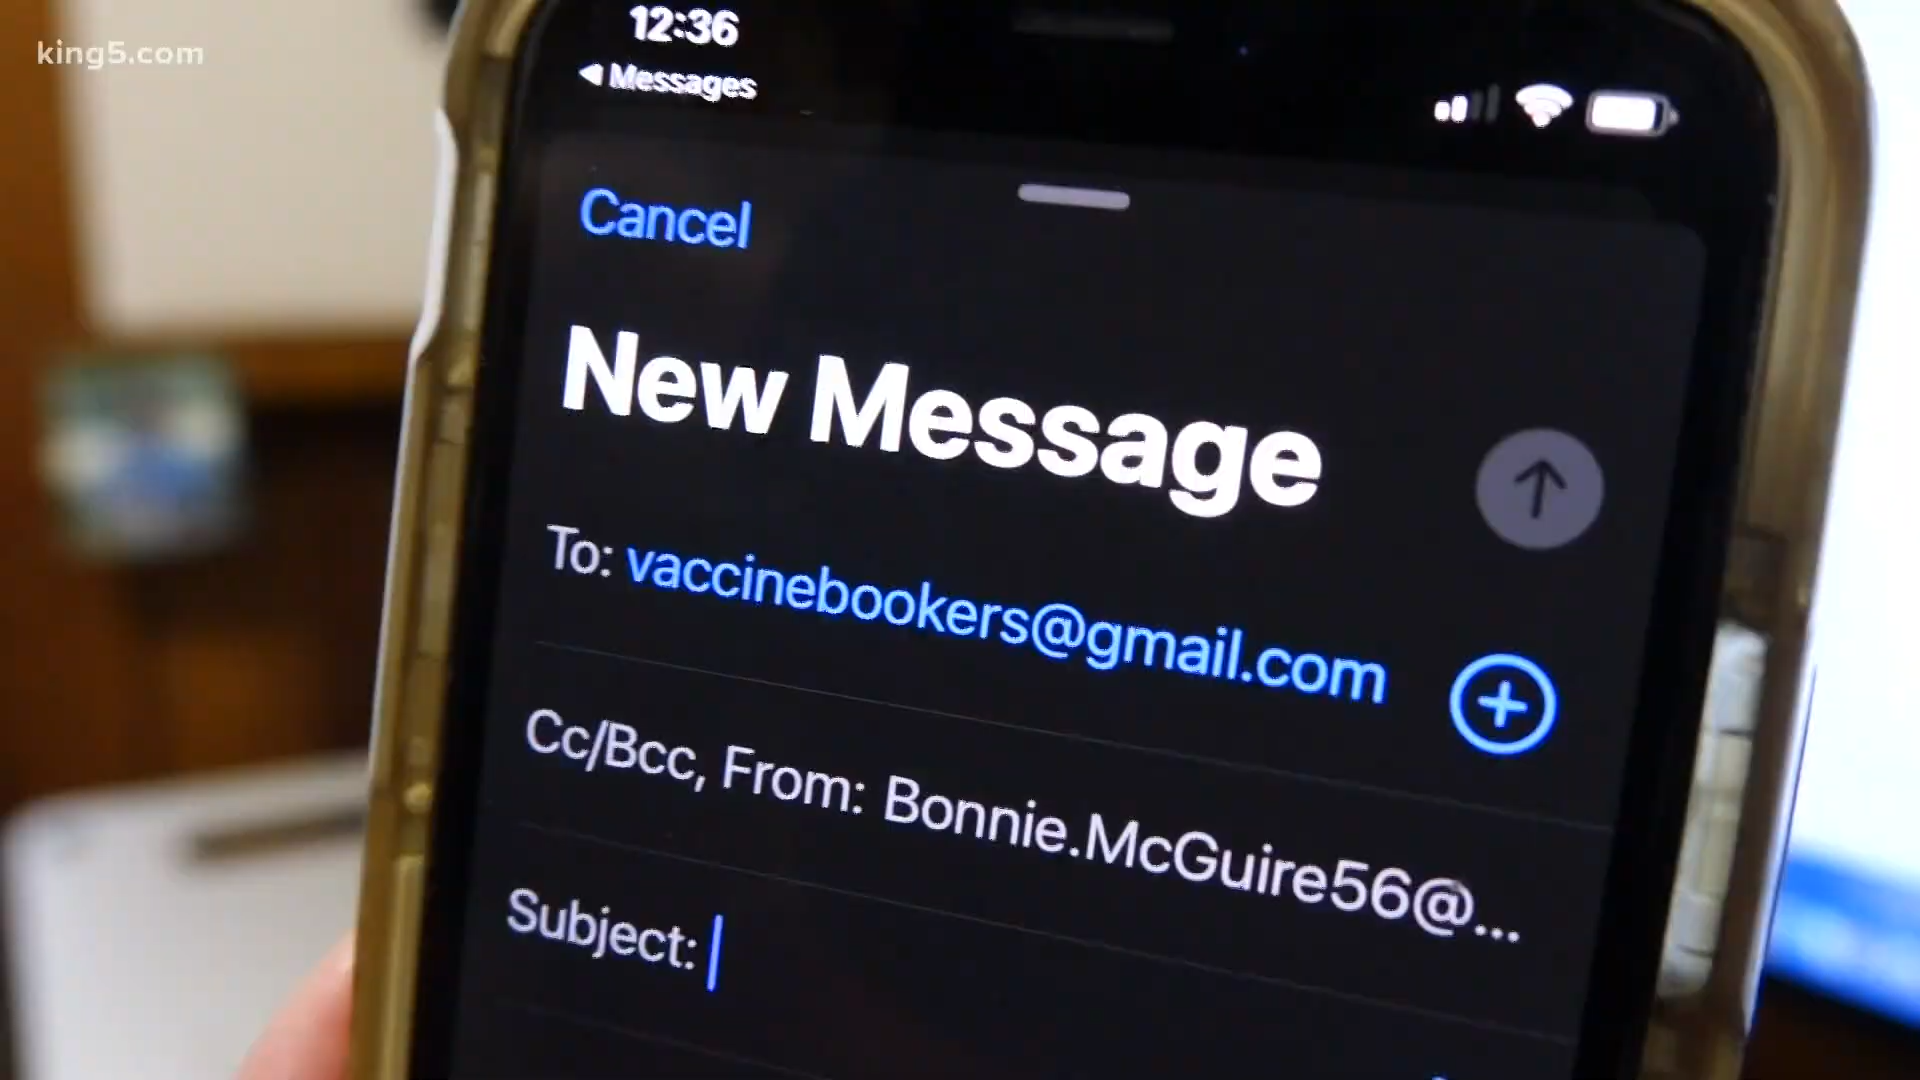 king5.com
12:36
Messages
Cancel
New Message
To: vaccinebookers@gmail.com
Cc/Bcc, From: Bonnie.McGuire56@...
Subject: